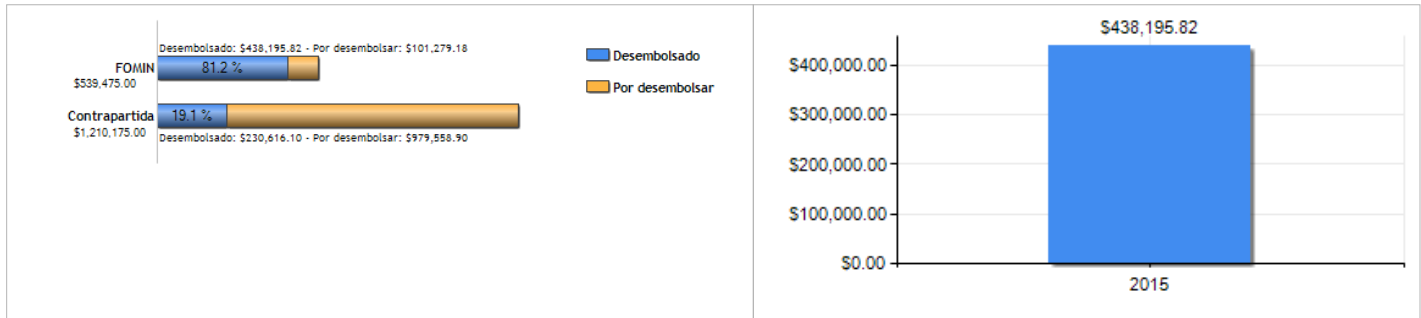 Desembolsado: $438,195.82 - Por desembolsar: $101,279.18
FOMIN
$539,475.00
81.2 %
Contrapartida
$1,210,175.00
19.1 %
Desembolsado: $230,616.10 - Por desembolsar: $979,558.90
Desembolsado
Por desembolsar
$438,195.82
$400,000.00
$300,000.00
$200,000.00
$100,000.00
$0.00
2015